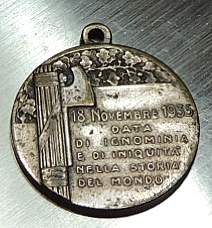 18 NOVEMBRE 1935
DATA
DI IGNOMINIA
E DI INIQUITÀ
NELLA STORIA
DEL MONDO